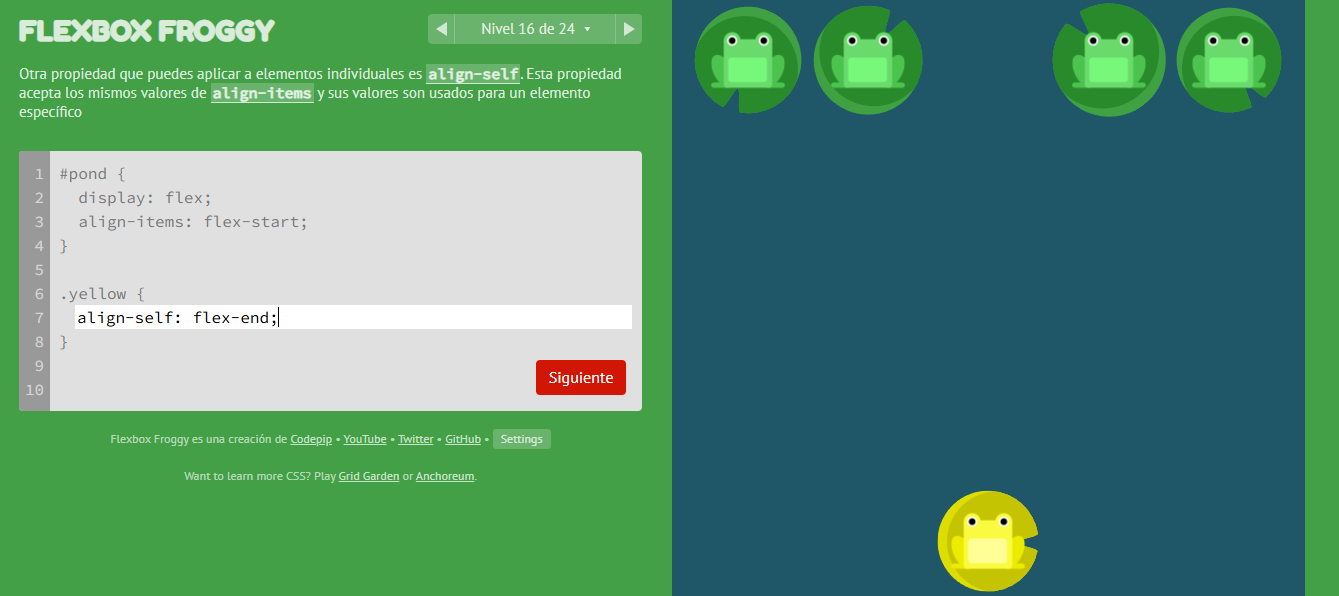 FLEXBOX FROGGY
Nivel 16 de 24
Otra propiedad que puedes aplicar a elementos individuales es align-self. Esta propiedad
acepta los mismos valores de align-items y sus valores son usados para un elemento
específico
1 #pond {
2 display: flex;
3 align-items: flex-start;
4 }
5
6 .yellow {
7 align-self: flex-end;
8 }
9
10
Siguiente
Flexbox Froggy es una creación de Codepip • YouTube • Twitter • GitHub • Settings
Want to learn more CSS? Play Grid Garden or Anchoreum.